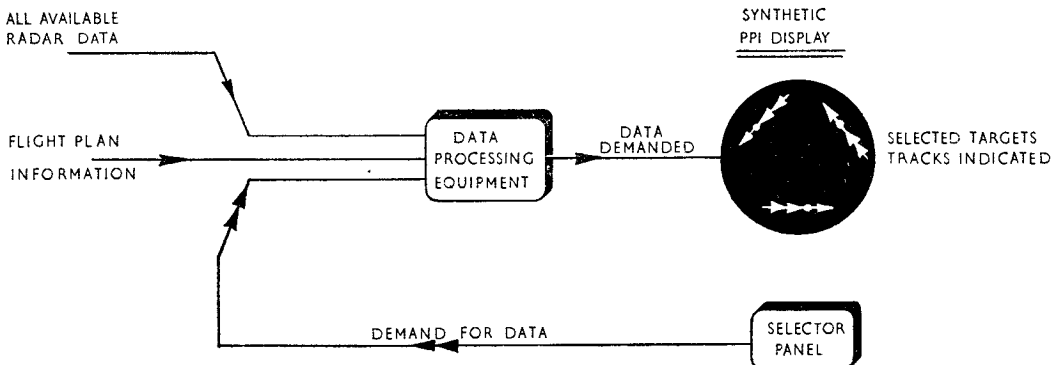 ALL AVAILABLE
RADAR DATA
FLIGHT PLAN
INFORMATION
DATA
PROCESSING
EQUIPMENT
DATA
DEMANDED
SYNTHETIC
PPI DISPLAY
SELECTED TARGETS
TRACKS INDICATED
DEMAND FOR DATA
SELECTOR
PANEL